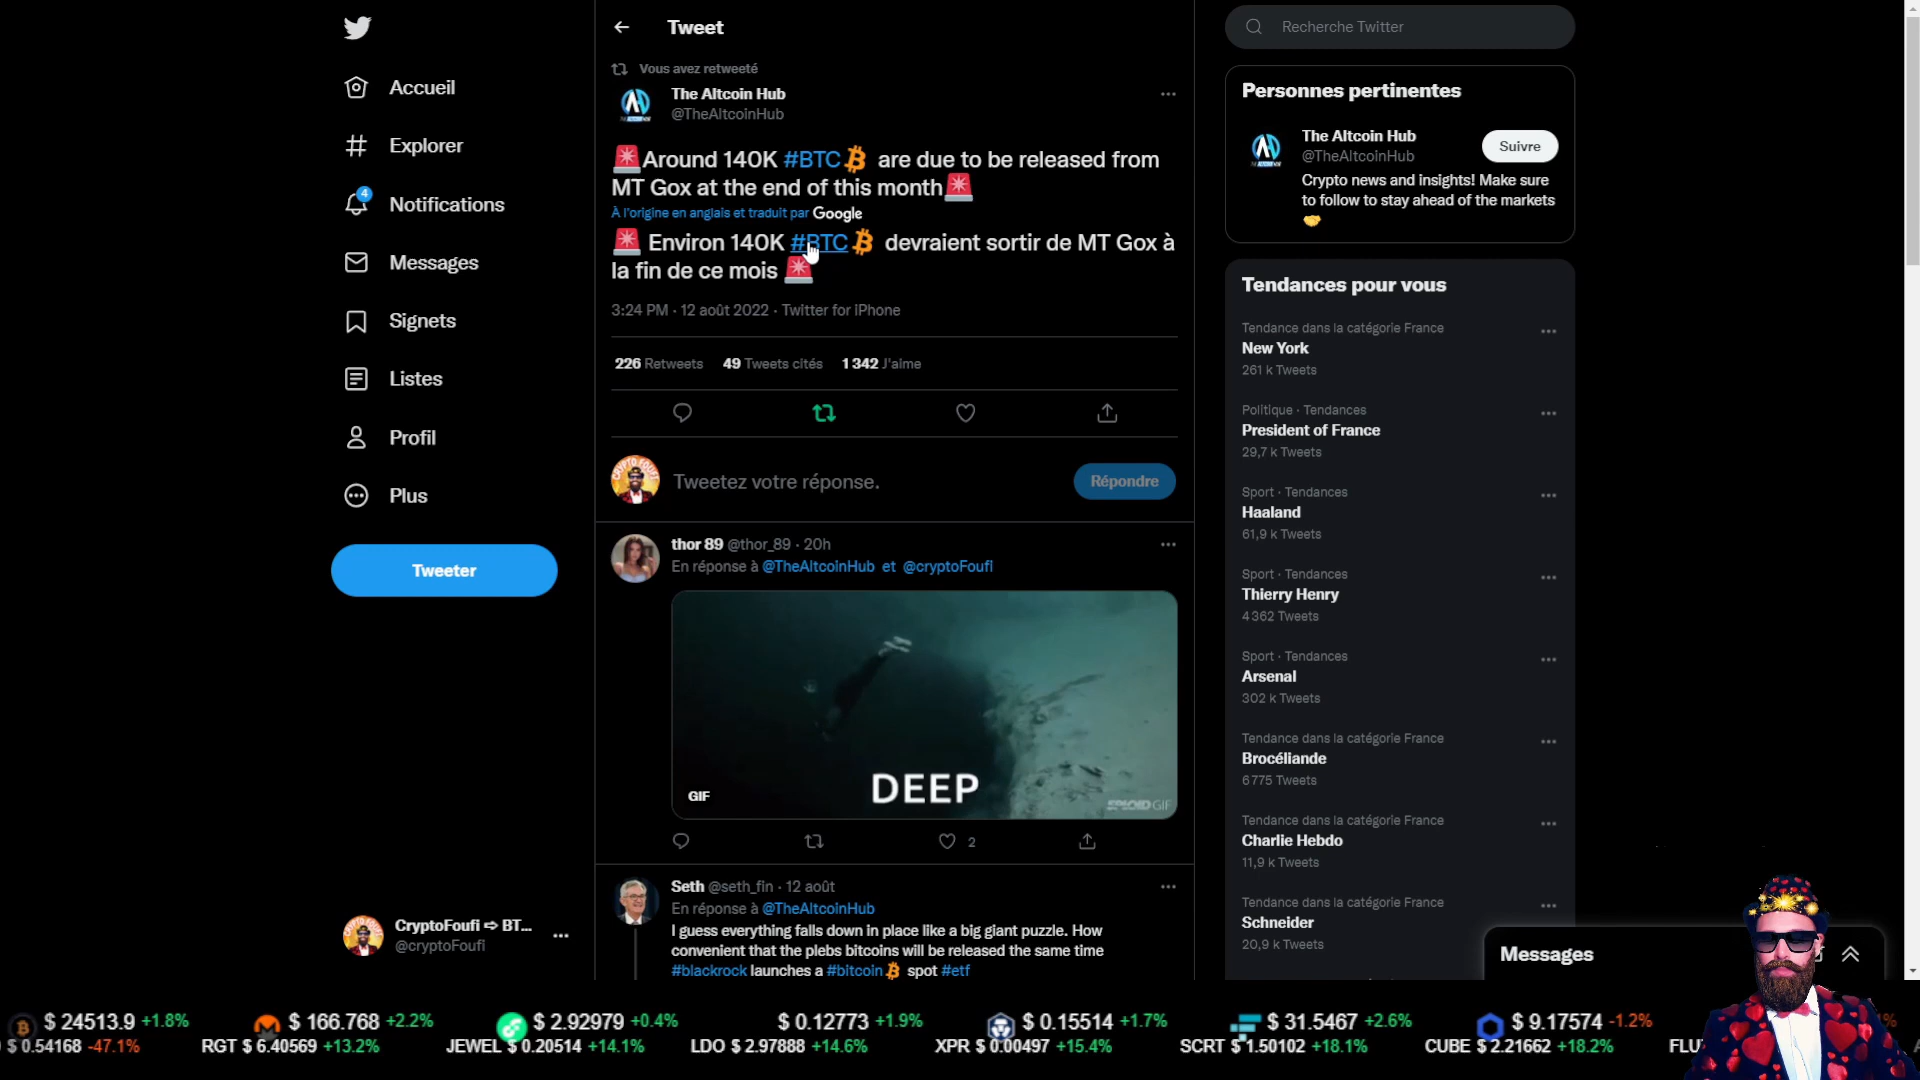 Accueil
Explorer
4
Notifications
Messages
Signets
Listes
Profil
Plus
Tweeter
CryptoFoufi ⇨ BT...
@cryptoFoufi
Tweet
Vous avez retweeté
The Altcoin Hub
@TheAltcoinHub
🚨Around 140K #BTC are due to be released from
MT Gox at the end of this month🚨
À l'origine en anglais et traduit par Google
🚨 Environ 140K #BTC devraient sortir de MT Gox à
la fin de ce mois 🚨
3:24 PM · 12 août 2022 · Twitter for iPhone
226 Retweets 49 Tweets cités 1 342 J'aime
CRYPTO FOUFI
Tweetez votre réponse.
Répondre
thor 89 @thor_89 · 20h
En réponse à @TheAltcoinHub et @cryptoFoufi
DEEP
GIF
2
Seth @seth_fin · 12 août
En réponse à @TheAltcoinHub
I guess everything falls down in place like a big giant puzzle. How
convenient that the plebs bitcoins will be released the same time
#blackrock launches a #bitcoin spot #etf
Recherche Twitter
Personnes pertinentes
The Altcoin Hub
@TheAltcoinHub
Suivre
Crypto news and insights! Make sure
to follow to stay ahead of the markets
🤝
Tendances pour vous
Tendance dans la catégorie France
New York
261 k Tweets
Politique · Tendances
President of France
29,7 k Tweets
Sport · Tendances
Haaland
61,9 k Tweets
Sport · Tendances
Thierry Henry
4 362 Tweets
Sport · Tendances
Arsenal
302 k Tweets
Tendance dans la catégorie France
Brocéliande
6 775 Tweets
Tendance dans la catégorie France
Charlie Hebdo
11,9 k Tweets
Tendance dans la catégorie France
Schneider
20,9 k Tweets
Messages
$ 24513.9 +1.8% $ 166.768 +2.2% $ 2.92979 +0.4% $ 0.12773 +1.9% $ 0.15514 +1.7% $ 31.5467 +2.6% $ 9.17574 -1.2%
$ 0.54168 -47.1% RGT $ 6.40569 +13.2% JEWEL $ 0.20514 +14.1% LDO $ 2.97888 +14.6% XPR $ 0.00497 +15.4% SCRT $ 1.50102 +18.1% CUBE $ 2.21662 +18.2% FLU